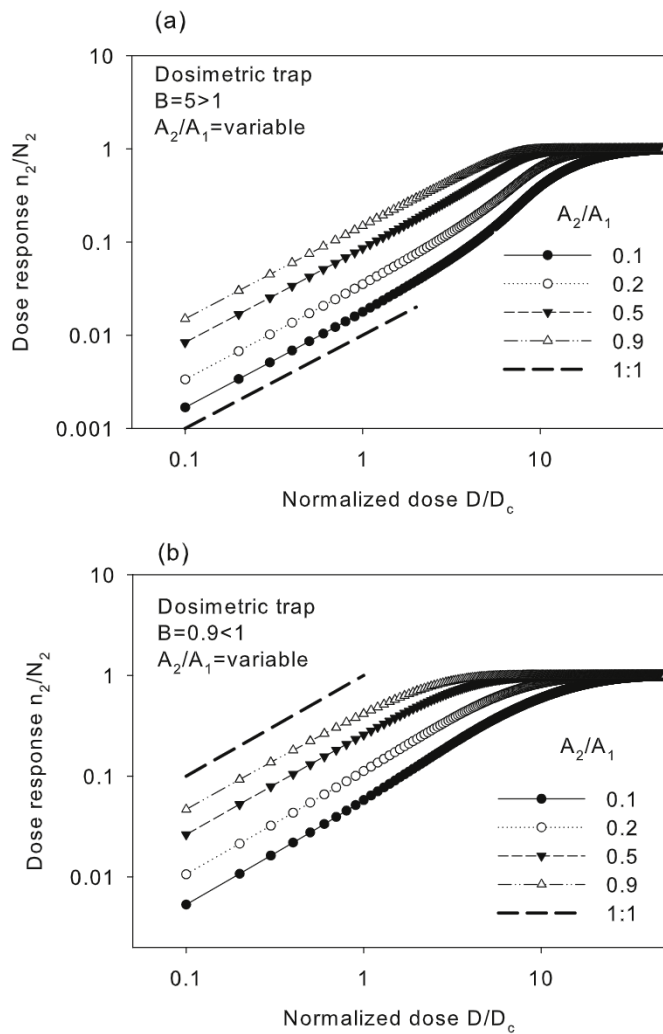 (a)
10
1
0.1
0.01
0.001
Dose response n₂/N₂
Dosimetric trap
B=5>1
A₂/A₁=variable
A₂/A₁
0.1
0.2
0.5
0.9
1:1
0.1
1
10
Normalized dose D/D_c
(b)
10
1
0.1
0.01
Dose response n₂/N₂
Dosimetric trap
B=0.9<1
A₂/A₁=variable
A₂/A₁
0.1
0.2
0.5
0.9
1:1
0.1
1
10
Normalized dose D/D_c